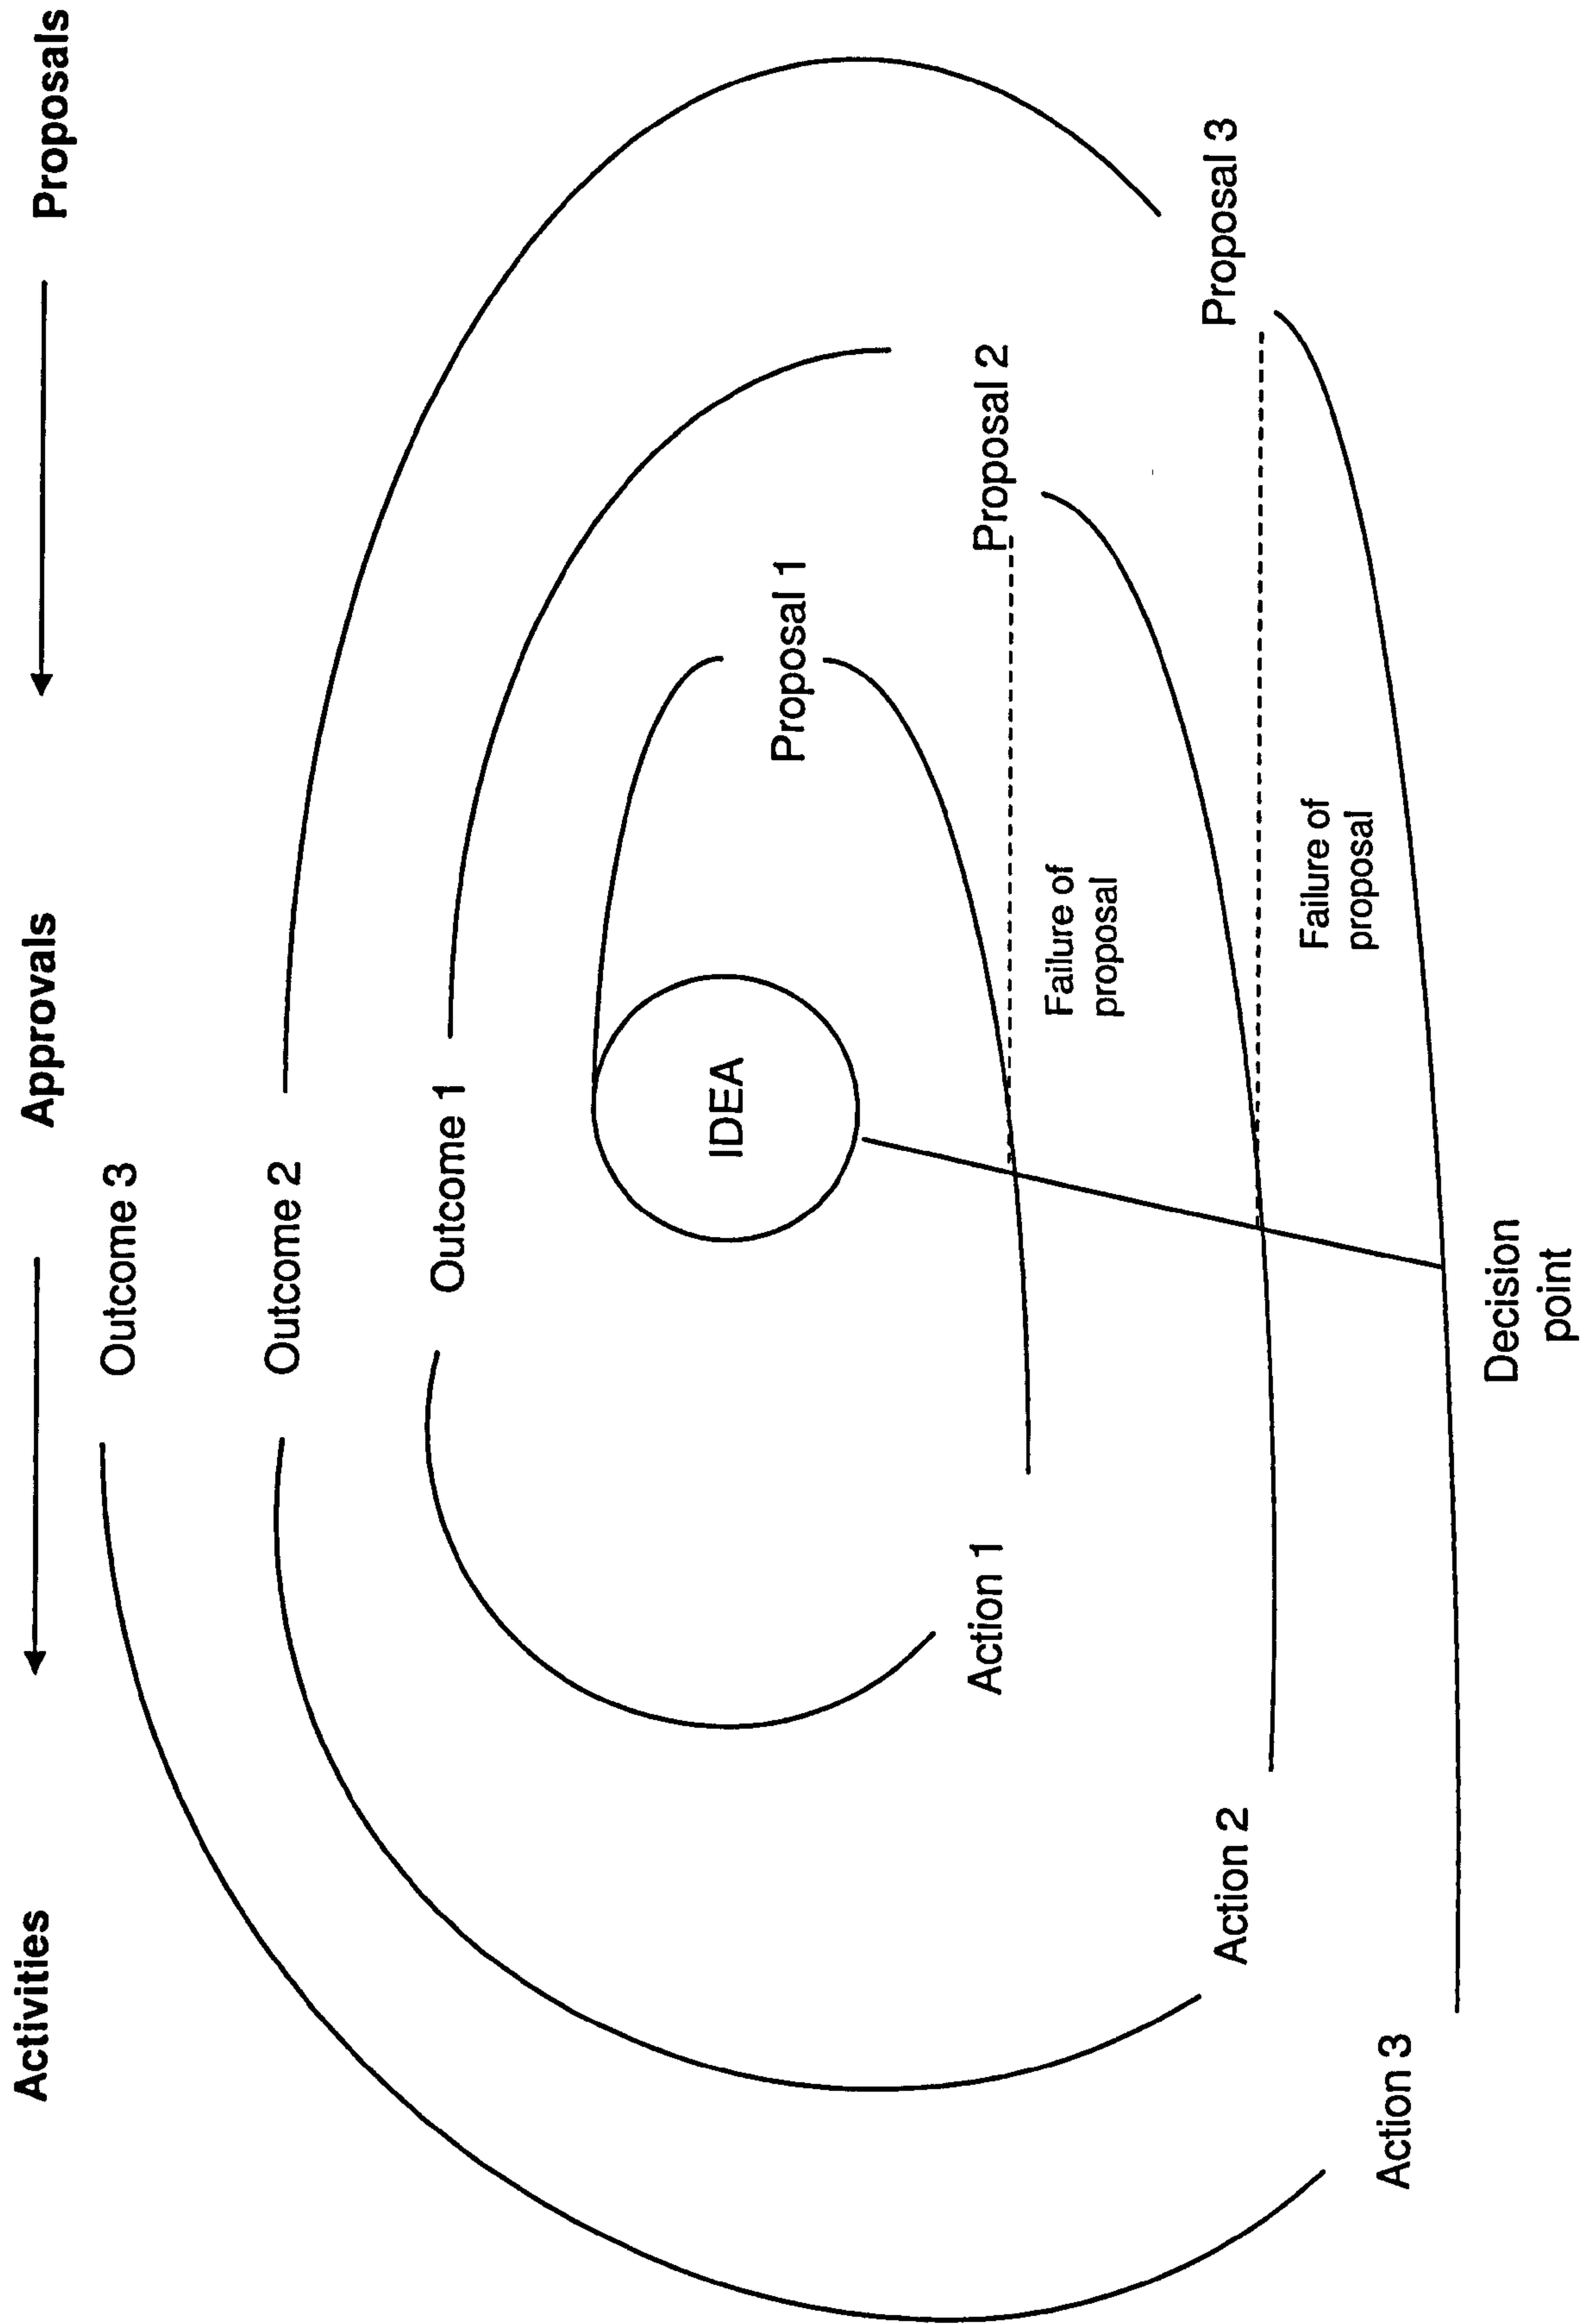 Activities
Approvals
Proposals
Outcome 3
Outcome 2
Outcome 1
IDEA
Proposal 1
Action 1
Proposal 2
Failure of
proposal
Action 2
Proposal 3
Failure of
proposal
Action 3
Decision
point